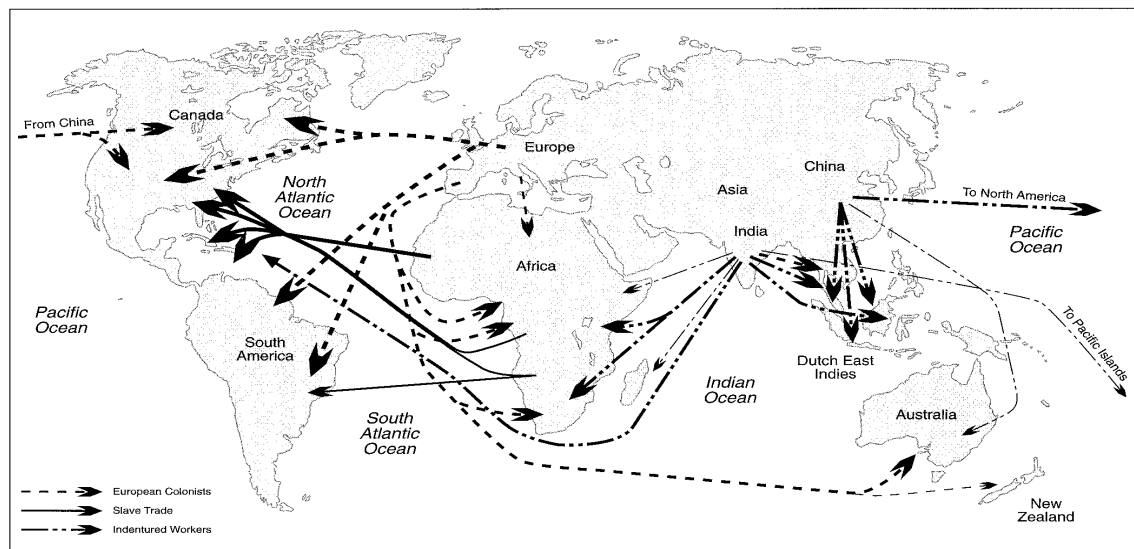 From China
Canada
Europe
China
North
Atlantic
Ocean
Asia
To North America
India
Pacific
Ocean
Africa
Pacific
Ocean
South
America
To Pacific Islands
Dutch East
Indies
Indian
Ocean
South
Atlantic
Ocean
Australia
European Colonists
Slave Trade
Indentured Workers
New
Zealand